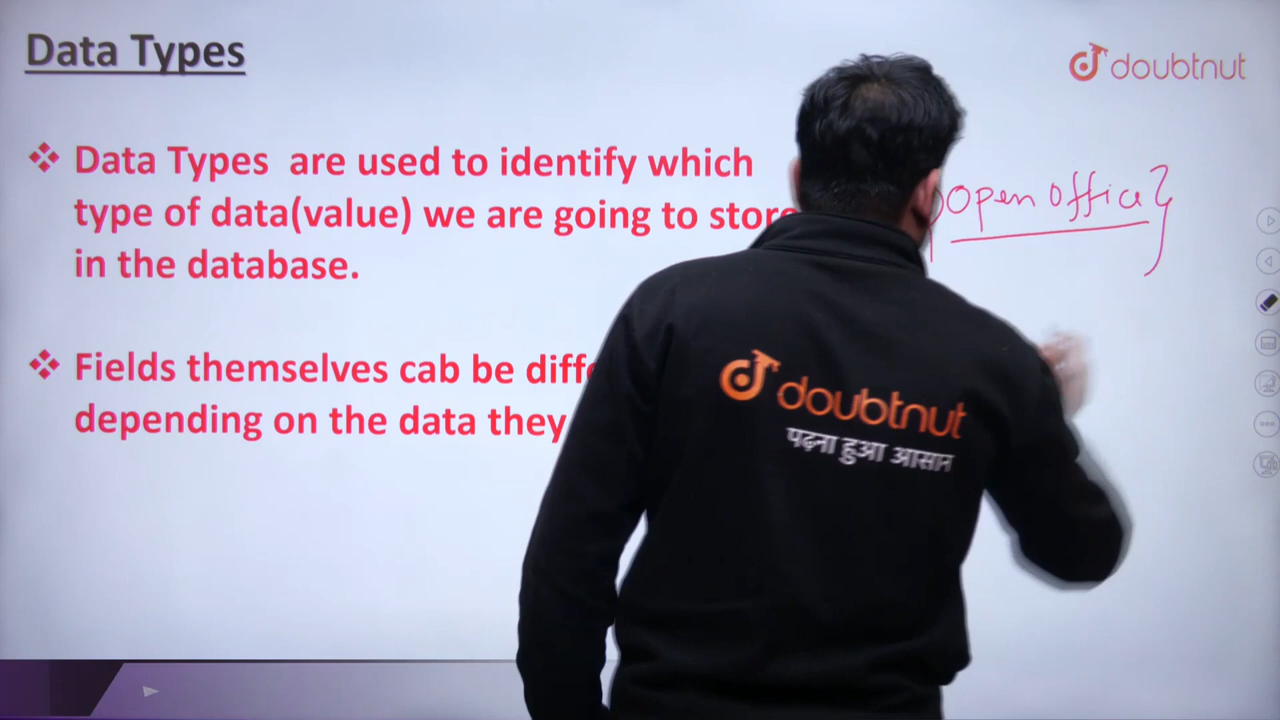 Data Types
doubtnut
Data Types are used to identify which
type of data(value) we are going to store
in the database.
open office
Fields themselves cab be diffe
depending on the data they
doubtnut
पढ़ना हुआ आसान